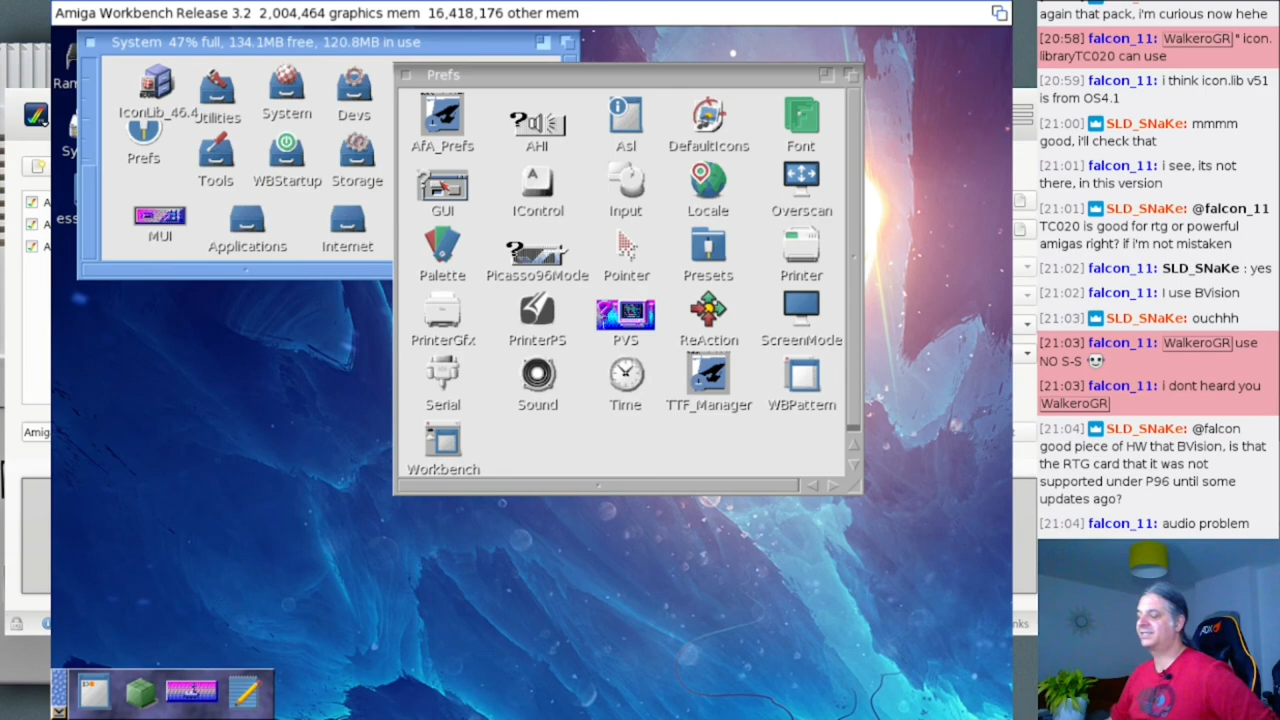 Amiga Workbench Release 3.2  2,004,464 graphics mem  16,418,176 other mem
System  47% full, 134.1MB free, 120.8MB in use
Ram
Sy
ess
IconLib_46.4
Utilities
System
Devs
Prefs
Tools
WBStartup
Storage
MUI
Applications
Internet
Prefs
AfA_Prefs
AHI
Asl
DefaultIcons
Font
GUI
IControl
Input
Locale
Overscan
Palette
Picasso96Mode
Pointer
Presets
Printer
PrinterGfx
PrinterPS
PVS
ReAction
ScreenMode
Serial
Sound
Time
TTF_Manager
WBPattern
Workbench
A
A
A
Amig
nks
again that pack, i'm curious now hehe
[20:58] falcon_11: WalkeroGR " icon.
libraryTC020 can use
[20:59] falcon_11: i think icon.lib v51
is from OS4.1
[21:00] SLD_SNaKe: mmmm
good, i'll check that
[21:01] falcon_11: i see, its not
there, in this version
[21:01] SLD_SNaKe: @falcon_11
TC020 is good for rtg or powerful
amigas right? if i'm not mistaken
[21:02] falcon_11: SLD_SNaKe : yes
[21:02] falcon_11: I use BVision
[21:03] SLD_SNaKe: ouchhh
[21:03] falcon_11: WalkeroGR use
NO S-S
[21:03] falcon_11: i dont heard you
WalkeroGR
[21:04] SLD_SNaKe: @falcon
good piece of HW that BVision, is that
the RTG card that it was not
supported under P96 until some
updates ago?
[21:04] falcon_11: audio problem